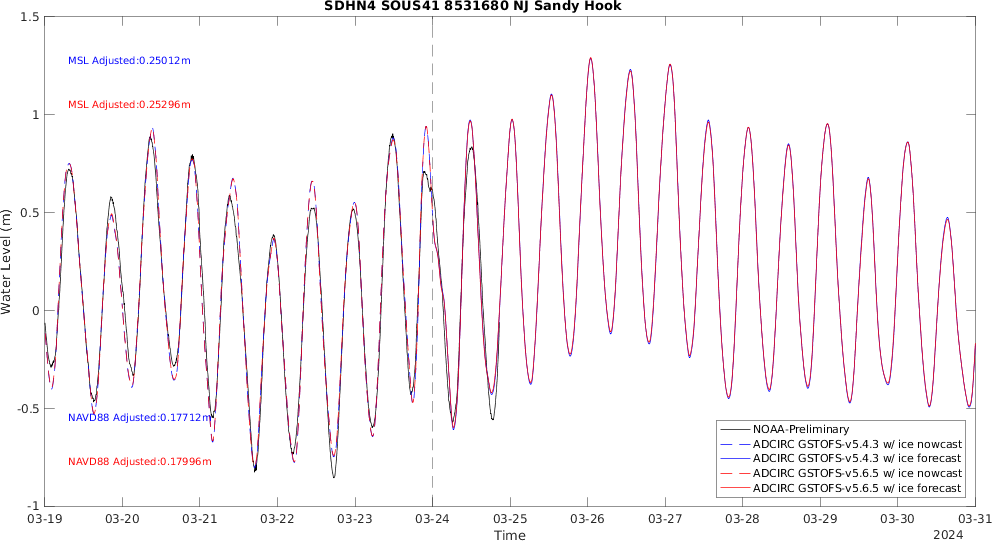 SDHN4 SOUS41 8531680 NJ Sandy Hook
1.5
1
0.5
0
-0.5
-1
Water Level (m)
MSL Adjusted:0.25012m
MSL Adjusted:0.25296m
NAVD88 Adjusted:0.17712m
NAVD88 Adjusted:0.17996m
NOAA-Preliminary
ADCIRC GSTOFS-v5.4.3 w/ ice nowcast
ADCIRC GSTOFS-v5.4.3 w/ ice forecast
ADCIRC GSTOFS-v5.6.5 w/ ice nowcast
ADCIRC GSTOFS-v5.6.5 w/ ice forecast
03-19 03-20 03-21 03-22 03-23 03-24 03-25 03-26 03-27 03-28 03-29 03-30 03-31
Time
2024